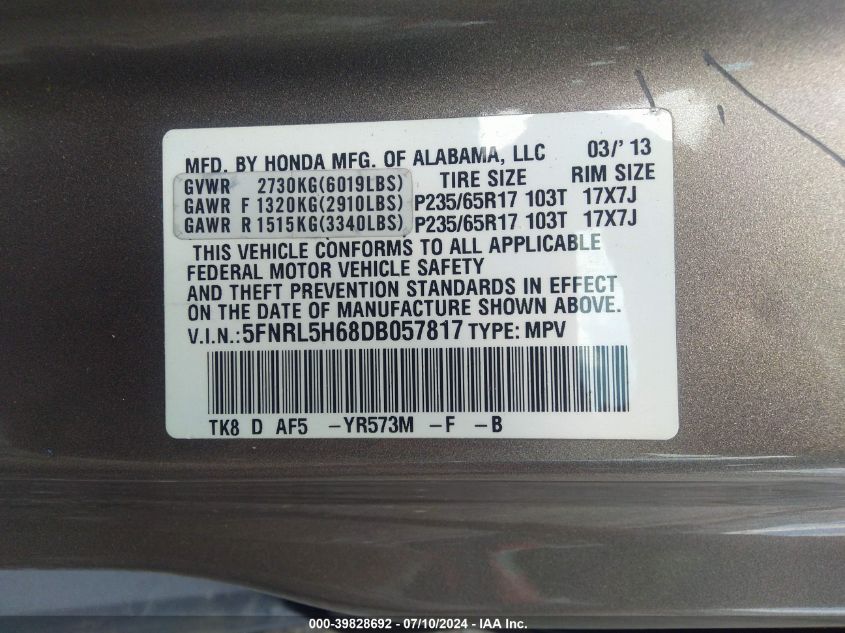 MFD. BY HONDA MFG. OF ALABAMA, LLC 03/' 13
GVWR 2730KG(6019LBS) TIRE SIZE RIM SIZE
GAWR F 1320KG(2910LBS) P235/65R17 103T 17X7J
GAWR R 1515KG(3340LBS) P235/65R17 103T 17X7J
THIS VEHICLE CONFORMS TO ALL APPLICABLE
FEDERAL MOTOR VEHICLE SAFETY
AND THEFT PREVENTION STANDARDS IN EFFECT
ON THE DATE OF MANUFACTURE SHOWN ABOVE.
V.I.N.:5FNRL5H68DB057817 TYPE: MPV
TK8 D AF5 -YR573M -F -B
000-39828692 - 07/10/2024 - IAA Inc.